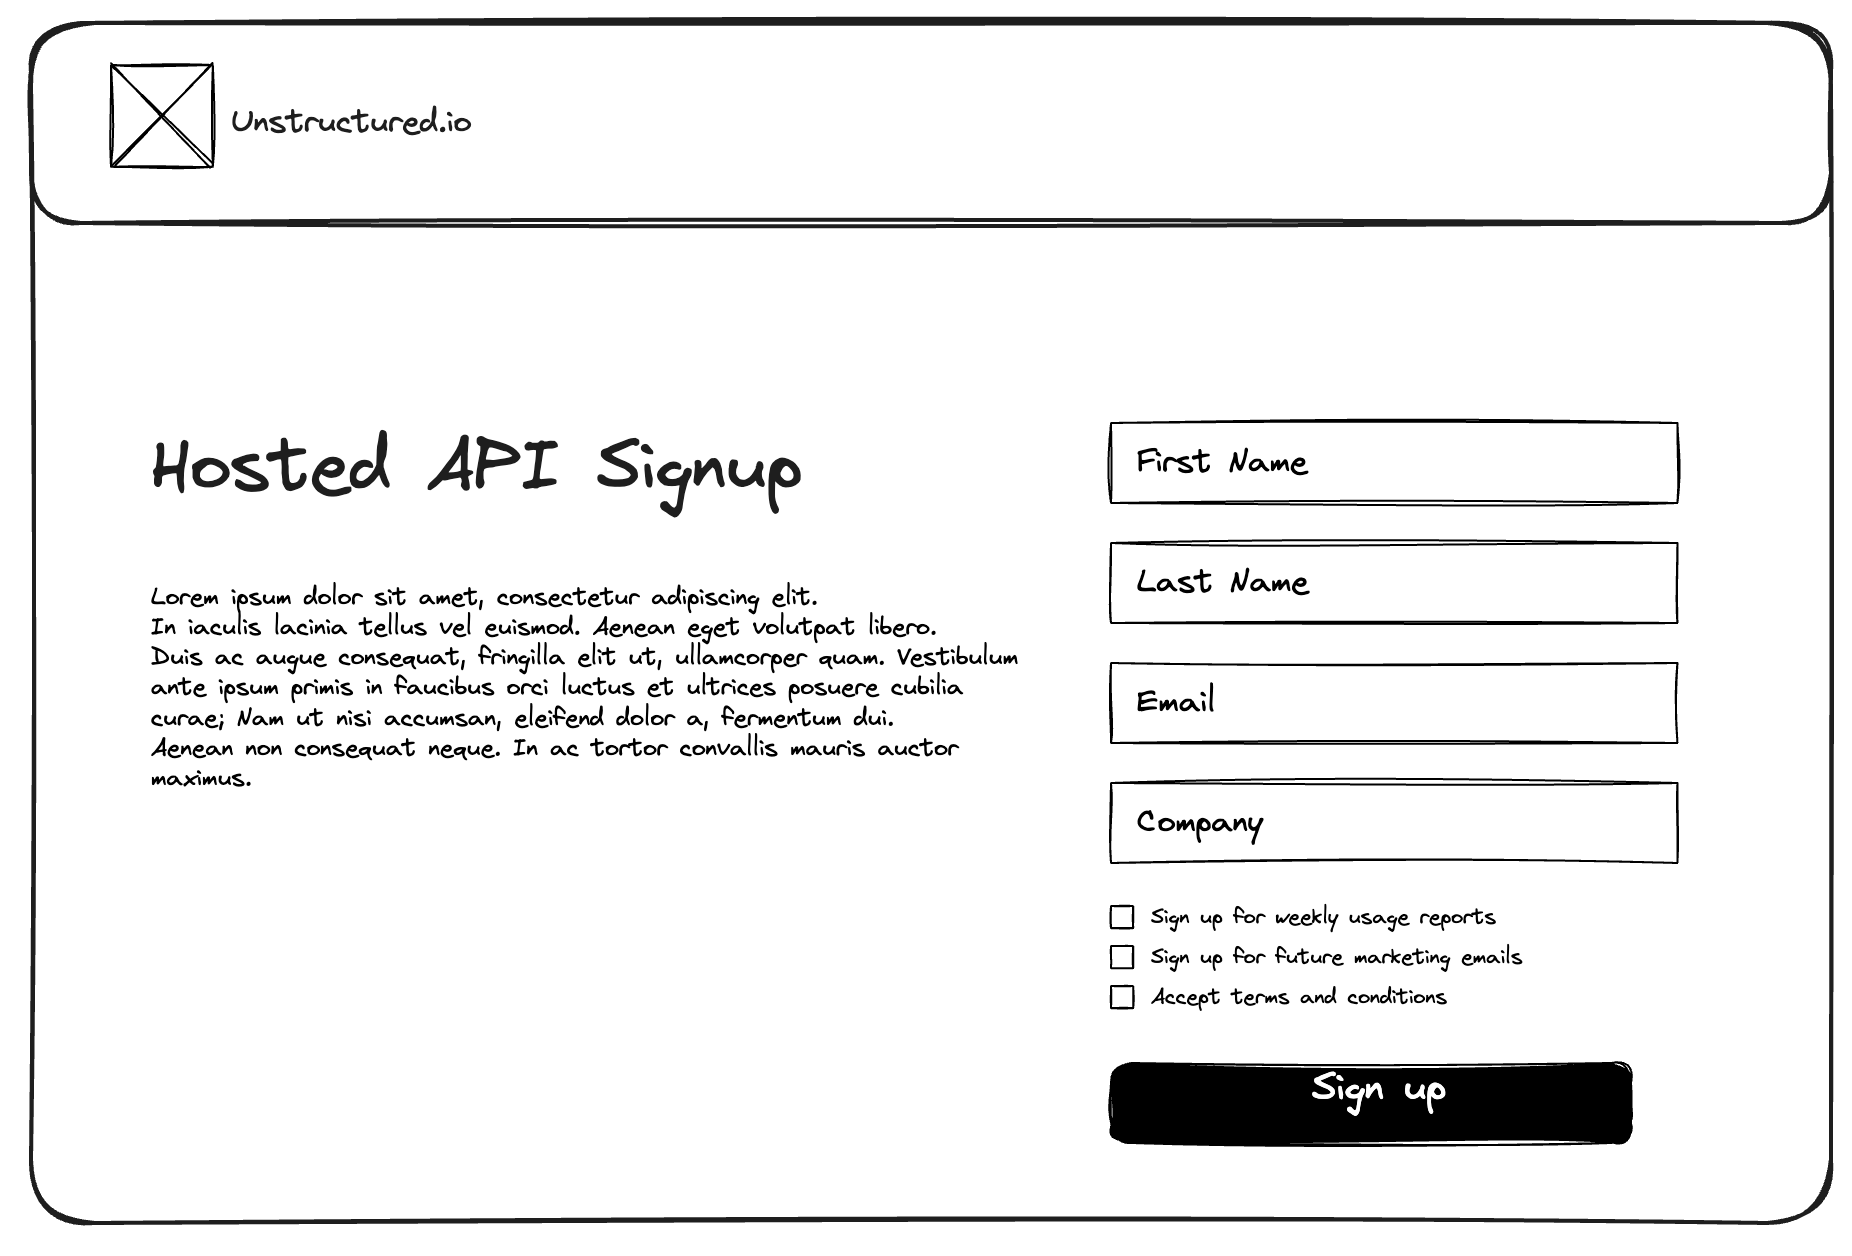 Unstructured.io
Hosted API Signup
Lorem ipsum dolor sit amet, consectetur adipiscing elit.
In iaculis lacinia tellus vel euismod. Aenean eget volutpat libero.
Duis ac augue consequat, fringilla elit ut, ullamcorper quam. Vestibulum
ante ipsum primis in faucibus orci luctus et ultrices posuere cubilia
curae; Nam ut nisi accumsan, eleifend dolor a, fermentum dui.
Aenean non consequat neque. In ac tortor convallis mauris auctor
maximus.
First Name
Last Name
Email
Company
Sign up for weekly usage reports
Sign up for future marketing emails
Accept terms and conditions
Sign up